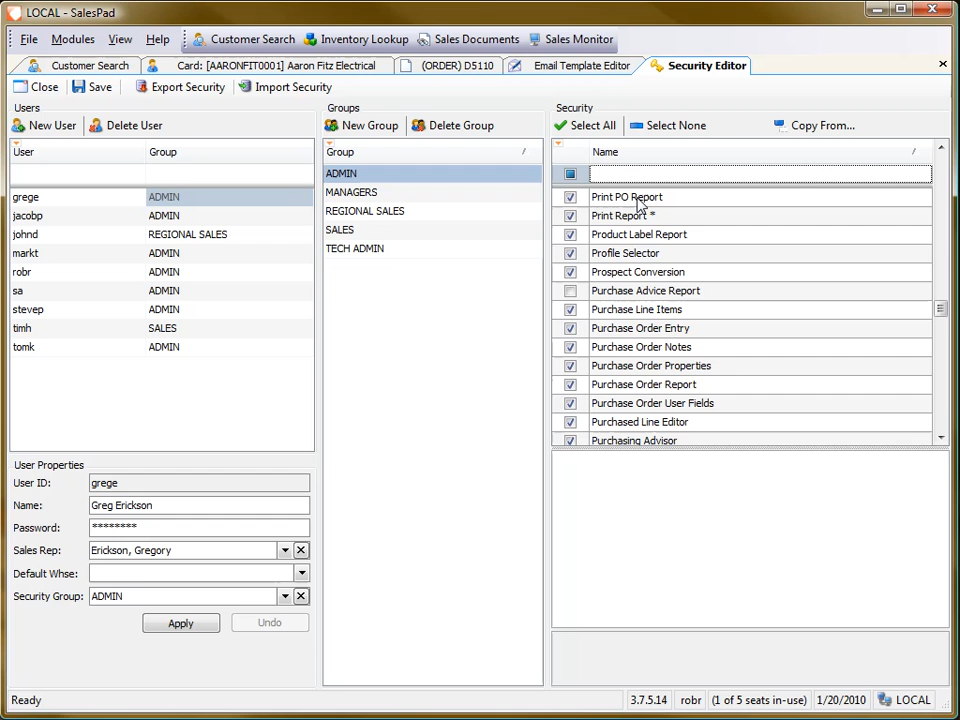 LOCAL - SalesPad
File Modules View Help Customer Search Inventory Lookup Sales Documents Sales Monitor
Customer Search Card: [AARONFIT0001] Aaron Fitz Electrical (ORDER) D5110 Email Template Editor Security Editor
Close Save Export Security Import Security
Users Groups Security
New User Delete User New Group Delete Group Select All Select None Copy From...
User Group Group Name
grege ADMIN
jacobp ADMIN
johnd REGIONAL SALES
markt ADMIN
robr ADMIN
sa ADMIN
stevep ADMIN
timh SALES
tomk ADMIN
ADMIN
MANAGERS
REGIONAL SALES
SALES
TECH ADMIN
Print PO Report
Print Report *
Product Label Report
Profile Selector
Prospect Conversion
Purchase Advice Report
Purchase Line Items
Purchase Order Entry
Purchase Order Notes
Purchase Order Properties
Purchase Order Report
Purchase Order User Fields
Purchased Line Editor
Purchasing Advisor
User Properties
User ID: grege
Name: Greg Erickson
Password: ********
Sales Rep: Erickson, Gregory
Default Whse:
Security Group: ADMIN
Apply Undo
Ready 3.7.5.14 robr (1 of 5 seats in-use) 1/20/2010 LOCAL